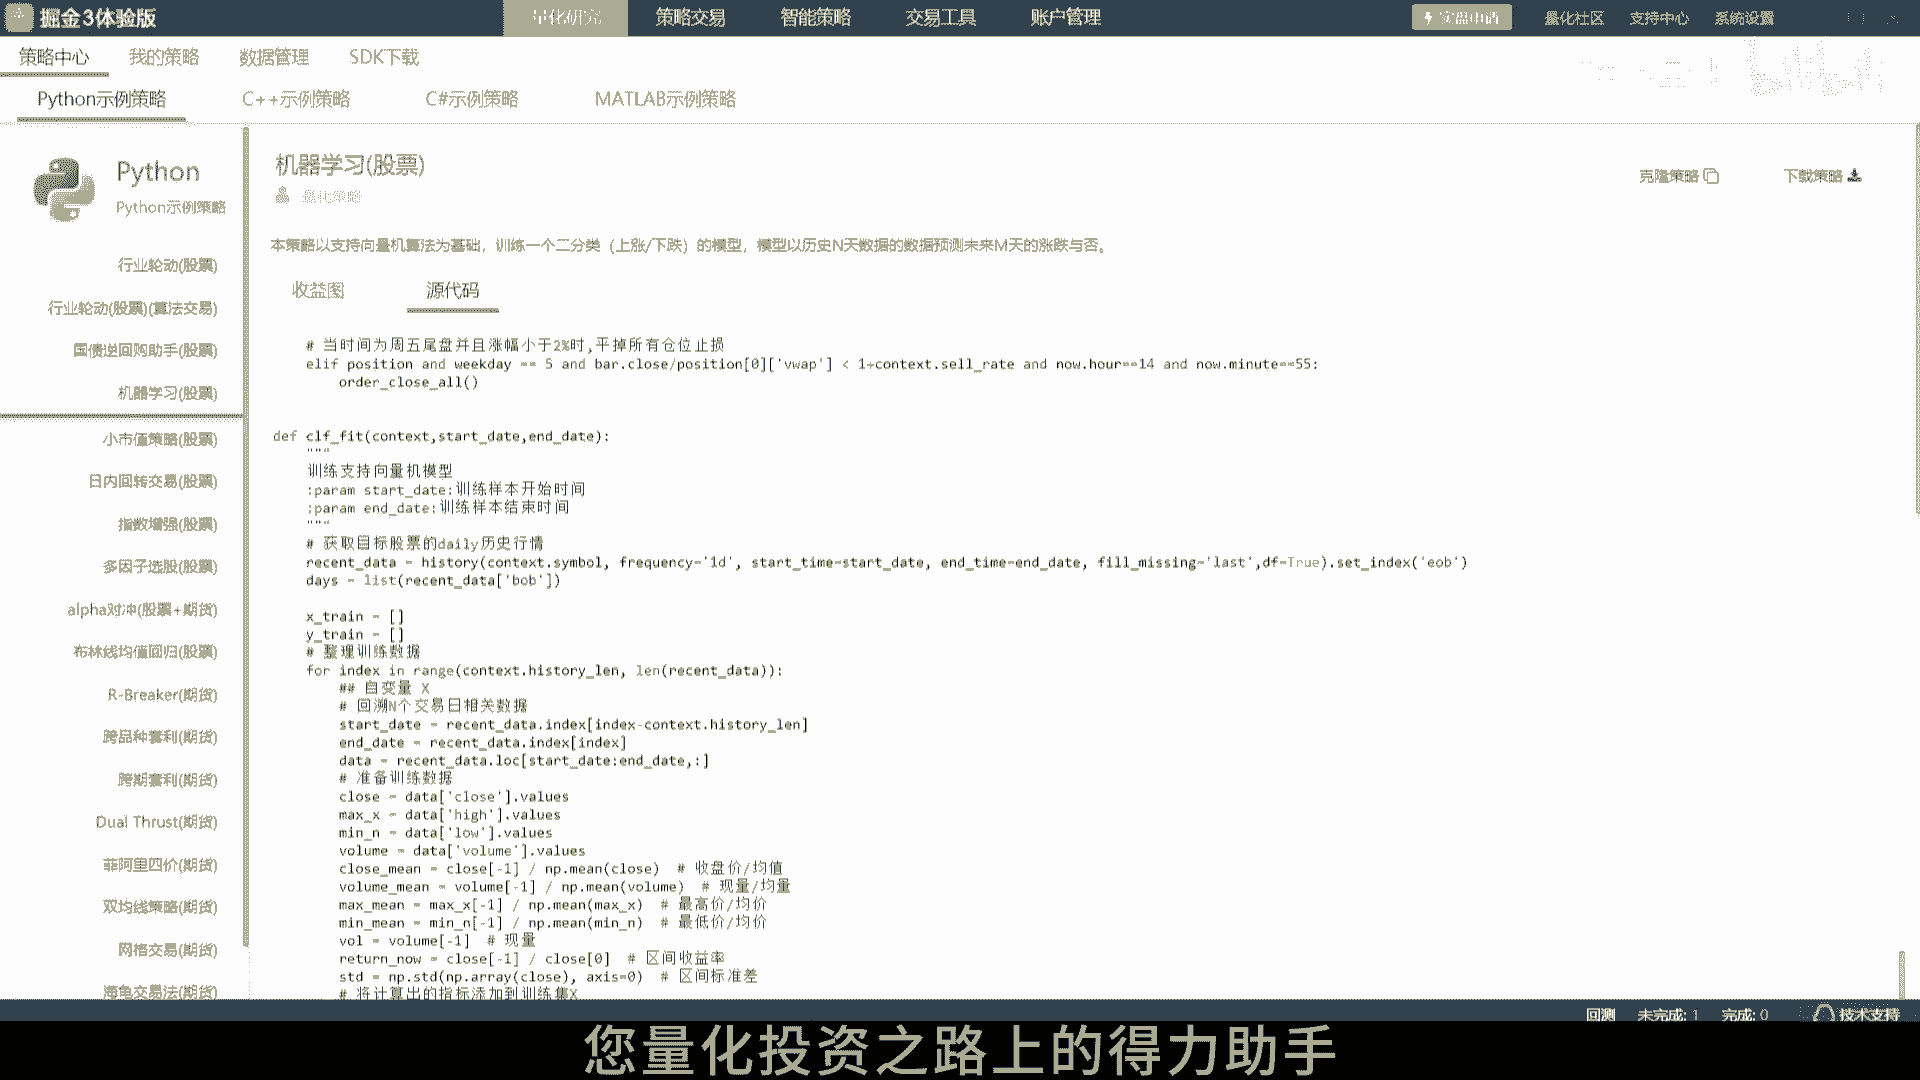 掘金3体验版 量化研究 策略交易 智能策略 交易工具 账户管理 实盘申请 量化社区 支持中心 系统设置
策略中心 我的策略 数据管理 SDK下载
Python示例策略 C++示例策略 C#示例策略 MATLAB示例策略
Python
Python示例策略
行业轮动(股票)
行业轮动(股票)(算法交易)
国债逆回购助手(股票)
机器学习(股票)
小市值策略(股票)
日内回转交易(股票)
指数增强(股票)
多因子选股(股票)
alpha对冲(股票+期货)
布林线均值回归(股票)
R-Breaker(期货)
跨品种套利(期货)
跨期套利(期货)
Dual Thrust(期货)
菲阿里四价(期货)
双均线策略(期货)
网格交易(期货)
海龟交易法(期货)
机器学习(股票)
量化策略
克隆策略 下载策略
本策略以支持向量机算法为基础，训练一个二分类（上涨/下跌）的模型，模型以历史N天数据的数据预测未来M天的涨跌与否。
收益图 源代码
# 当时间为周五尾盘并且涨幅小于2%时,平掉所有仓位止损
elif position and weekday == 5 and bar.close/position[0]['vwap'] < 1+context.sell_rate and now.hour==14 and now.minute==55:
order_close_all()
def clf_fit(context,start_date,end_date):
"""
训练支持向量机模型
:param start_date:训练样本开始时间
:param end_date:训练样本结束时间
"""
# 获取目标股票的daily历史行情
recent_data = history(context.symbol, frequency='1d', start_time=start_date, end_time=end_date, fill_missing='last',df=True).set_index('eob')
days = list(recent_data['bob'])
x_train = []
y_train = []
# 整理训练数据
for index in range(context.history_len, len(recent_data)):
## 自变量 X
# 回溯N个交易日相关数据
start_date = recent_data.index[index-context.history_len]
end_date = recent_data.index[index]
data = recent_data.loc[start_date:end_date,:]
# 准备训练数据
close = data['close'].values
max_x = data['high'].values
min_n = data['low'].values
volume = data['volume'].values
close_mean = close[-1] / np.mean(close)  # 收盘价/均值
volume_mean = volume[-1] / np.mean(volume)  # 现量/均量
max_mean = max_x[-1] / np.mean(max_x)  # 最高价/均价
min_mean = min_n[-1] / np.mean(min_n)  # 最低价/均价
vol = volume[-1]  # 现量
return_now = close[-1] / close[0]  # 区间收益率
std = np.std(np.array(close), axis=0)  # 区间标准差
# 将计算出的指标添加到训练集X
回测 未完成: 1 完成: 0 技术支持
您量化投资之路上的得力助手